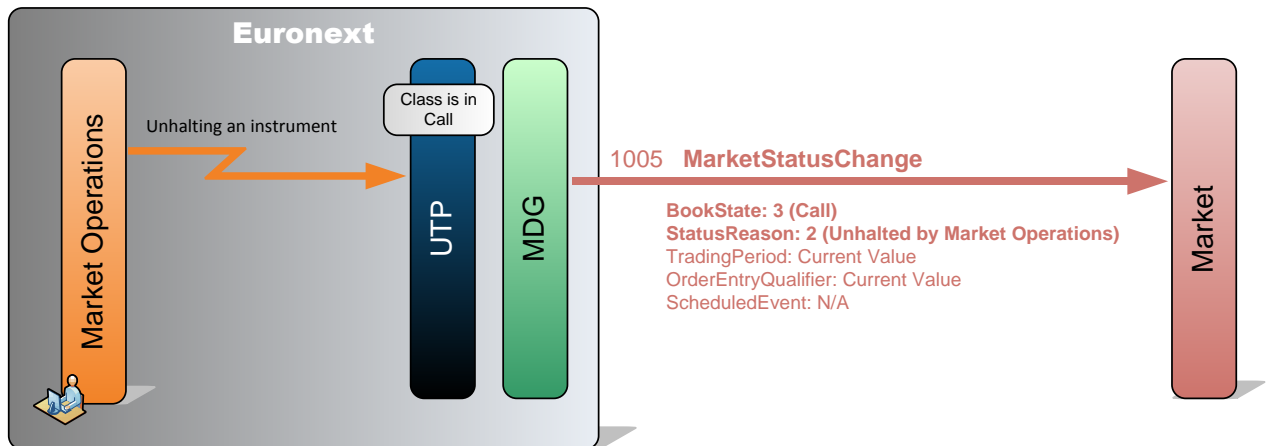 Euronext
Market Operations
Unhalting an instrument
Class is in
Call
UTP
MDG
1005 MarketStatusChange
BookState: 3 (Call)
StatusReason: 2 (Unhalted by Market Operations)
TradingPeriod: Current Value
OrderEntryQualifier: Current Value
ScheduledEvent: N/A
Market